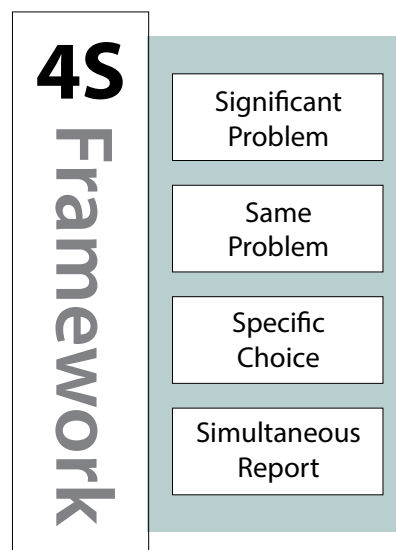 4S
Framework
Significant
Problem
Same
Problem
Specific
Choice
Simultaneous
Report